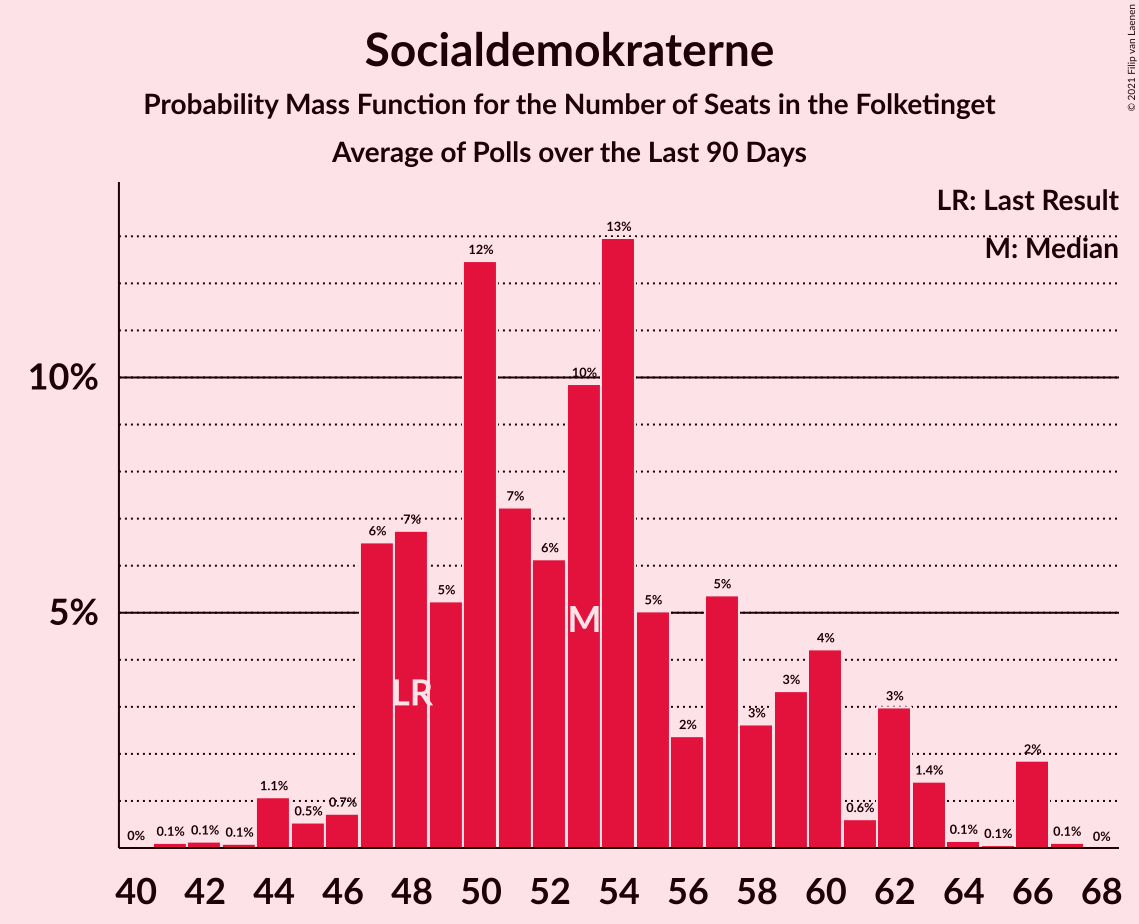 Socialdemokraterne
Probability Mass Function for the Number of Seats in the Folketinget
Average of Polls over the Last 90 Days
© 2021 Filip van Laenen
LR: Last Result
M: Median
10%
5%
0% 0.1% 0.1% 0.1% 1.1% 0.5% 0.7% 6% 7% 5% 12% 7% 6% 10% 13% 5% 2% 5% 3% 3% 4% 0.6% 3% 1.4% 0.1% 0.1% 2% 0.1% 0%
LR
M
40 42 44 46 48 50 52 54 56 58 60 62 64 66 68